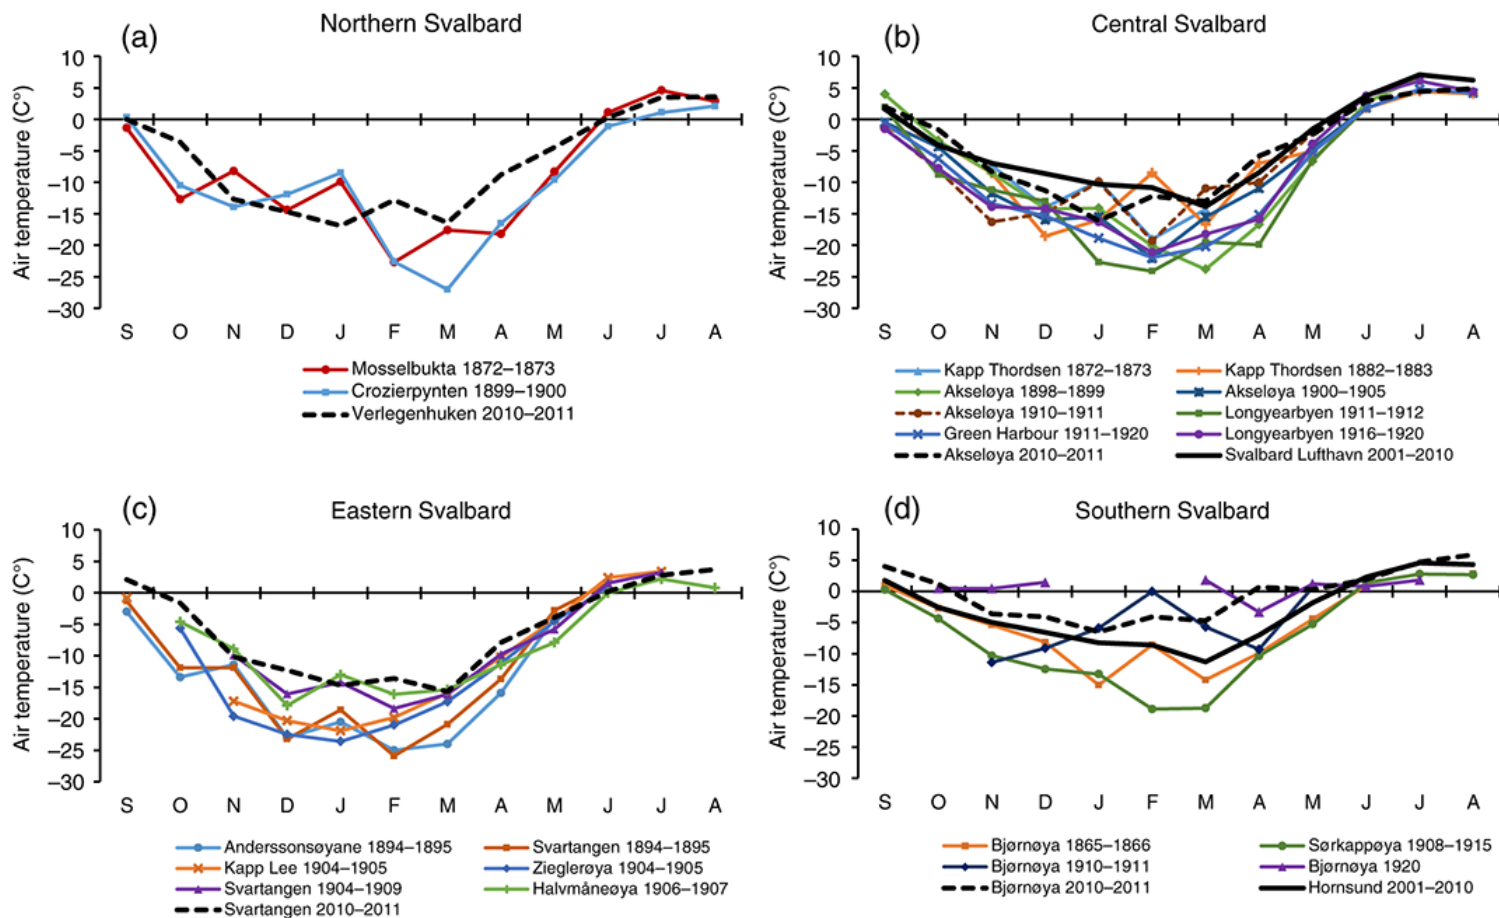 (a)
Northern Svalbard
Air temperature (C°)
10
5
0
−5
−10
−15
−20
−25
−30
S O N D J F M A M J J A
Mosselbukta 1872–1873
Crozierpynten 1899–1900
Verlegenhuken 2010–2011
(b)
Central Svalbard
Air temperature (C°)
10
5
0
−5
−10
−15
−20
−25
−30
S O N D J F M A M J J A
Kapp Thordsen 1872–1873 Kapp Thordsen 1882–1883
Akseløya 1898–1899 Akseløya 1900–1905
Akseløya 1910–1911 Longyearbyen 1911–1912
Green Harbour 1911–1920 Longyearbyen 1916–1920
Akseløya 2010–2011 Svalbard Lufthavn 2001–2010
(c)
Eastern Svalbard
Air temperature (C°)
10
5
0
−5
−10
−15
−20
−25
−30
S O N D J F M A M J J A
Anderssonsøyane 1894–1895 Svartangen 1894–1895
Kapp Lee 1904–1905 Zieglerøya 1904–1905
Svartangen 1904–1909 Halvmåneøya 1906–1907
Svartangen 2010–2011
(d)
Southern Svalbard
Air temperature (C°)
10
5
0
−5
−10
−15
−20
−25
−30
S O N D J F M A M J J A
Bjørnøya 1865–1866 Sørkappøya 1908–1915
Bjørnøya 1910–1911 Bjørnøya 1920
Bjørnøya 2010–2011 Hornsund 2001–2010